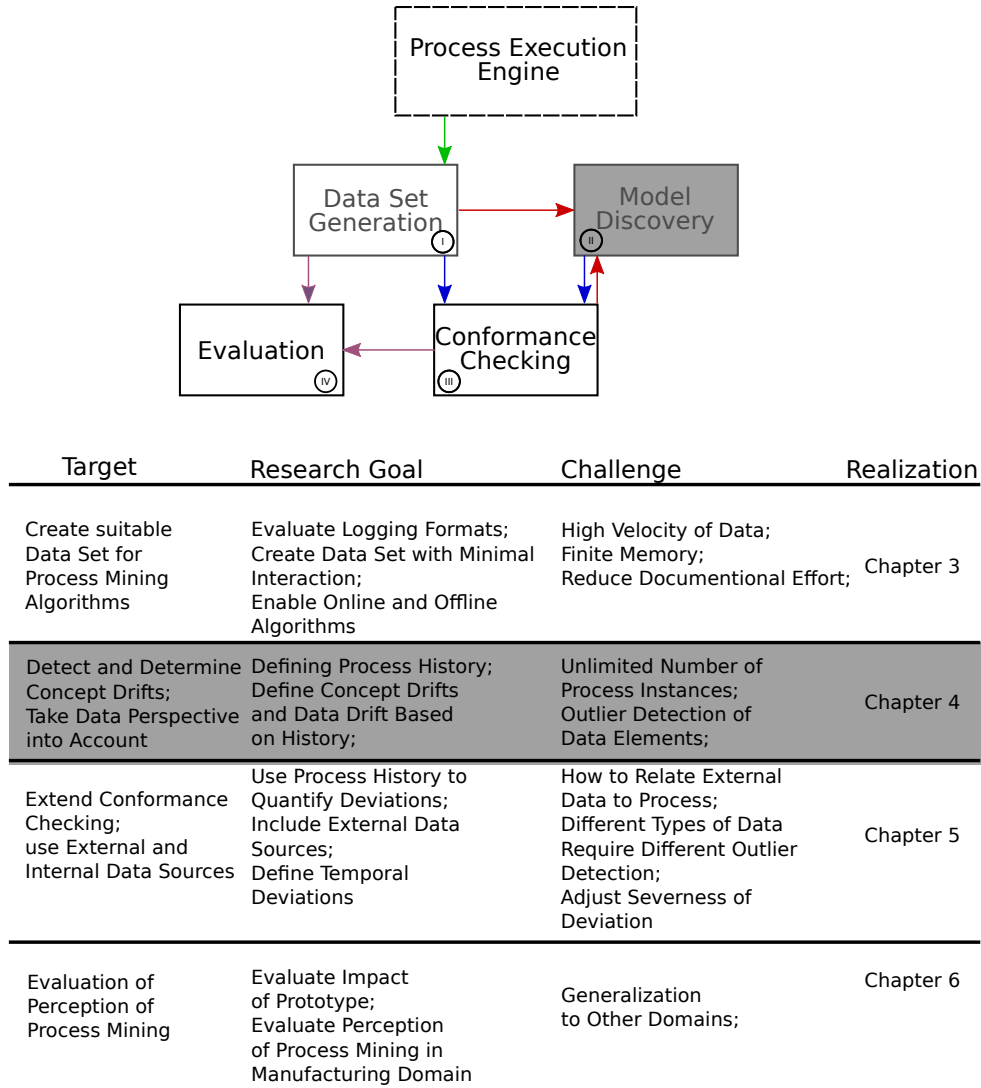 Process Execution
Engine
Data Set
Generation
I
Model
Discovery
II
Evaluation
IV
Conformance
Checking
III
Target
Research Goal
Challenge
Realization
Create suitable
Data Set for
Process Mining
Algorithms
Evaluate Logging Formats;
Create Data Set with Minimal
Interaction;
Enable Online and Offline
Algorithms
High Velocity of Data;
Finite Memory;
Reduce Documentional Effort;
Chapter 3
Detect and Determine
Concept Drifts;
Take Data Perspective
into Account
Defining Process History;
Define Concept Drifts
and Data Drift Based
on History;
Unlimited Number of
Process Instances;
Outlier Detection of
Data Elements;
Chapter 4
Extend Conformance
Checking;
use External and
Internal Data Sources
Use Process History to
Quantify Deviations;
Include External Data
Sources;
Define Temporal
Deviations
How to Relate External
Data to Process;
Different Types of Data
Require Different Outlier
Detection;
Adjust Severness of
Deviation
Chapter 5
Evaluation of
Perception of
Process Mining
Evaluate Impact
of Prototype;
Evaluate Perception
of Process Mining in
Manufacturing Domain
Generalization
to Other Domains;
Chapter 6